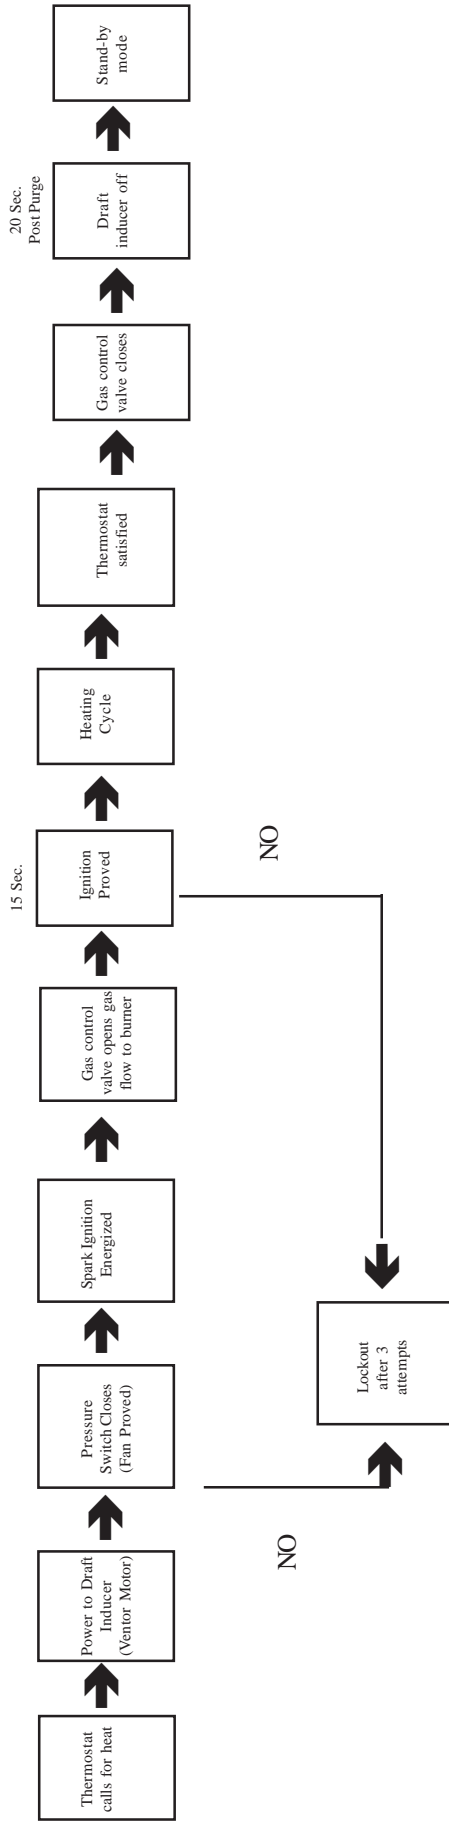 Thermostat
calls for heat
Power to Draft
Inducer
(Ventor Motor)
Pressure
Switch Closes
(Fan Proved)
Spark Ignition
Energized
Gas control
valve opens gas
flow to burner
15 Sec.
Ignition
Proved
Heating
Cycle
Thermostat
satisfied
Gas control
valve closes
20 Sec.
Post Purge
Draft
inducer off
Stand-by
mode
NO
NO
Lockout
after 3
attempts